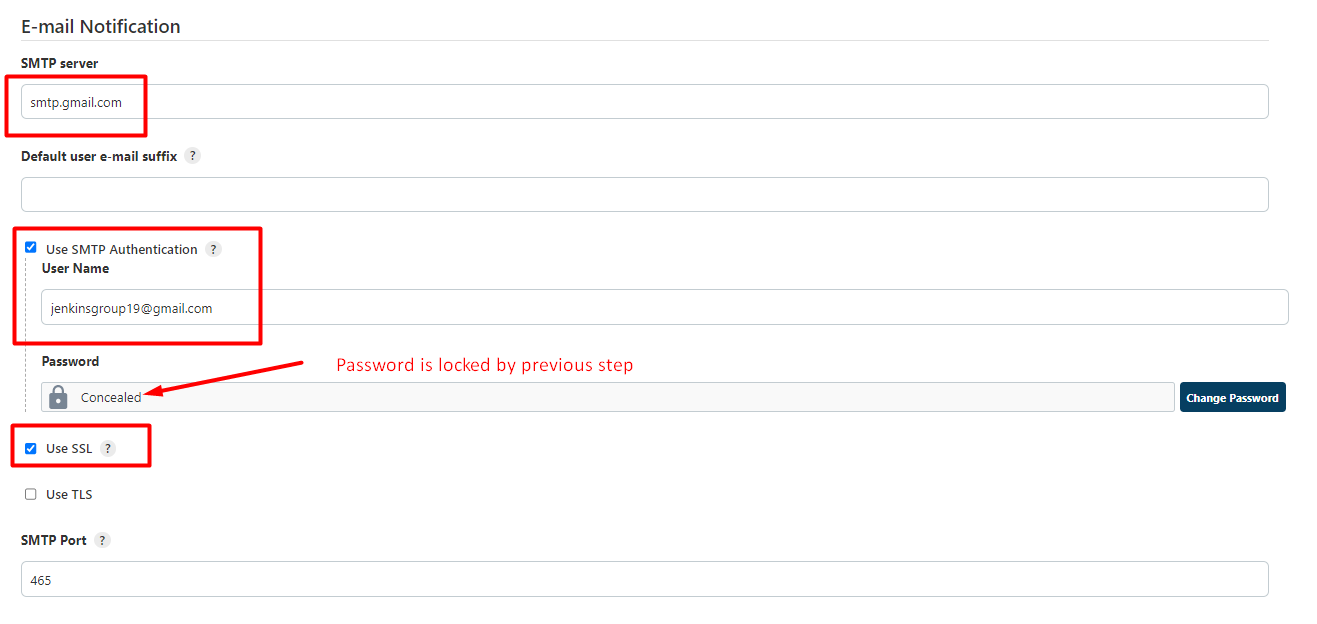 E-mail Notification
SMTP server
smtp.gmail.com
Default user e-mail suffix ?
Use SMTP Authentication ?
User Name
jenkinsgroup19@gmail.com
Password
Password is locked by previous step
Concealed
Change Password
Use SSL ?
Use TLS
SMTP Port ?
465